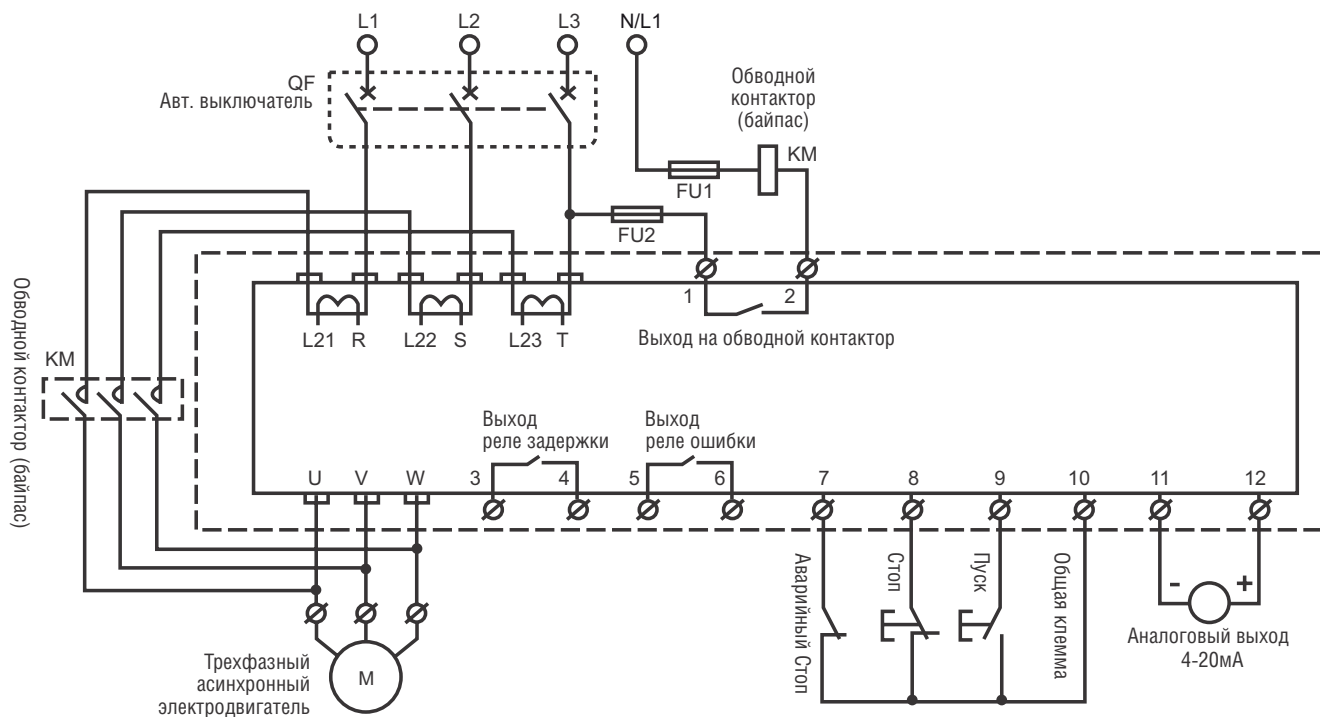 L1 L2 L3 N/L1
QF
Авт. выключатель
Обводной
контактор
(байпас)
KM
FU1
FU2
1 2
L21 R L22 S L23 T
Выход на обводной контактор
Обводной контактор (байпас)
KM
Выход
реле задержки
Выход
реле ошибки
U V W 3 4 5 6 7 8 9 10 11 12
Аварийный Стоп
Стоп
Пуск
Общая клемма
- +
Аналоговый выход
4-20мА
M
Трехфазный
асинхронный
электродвигатель